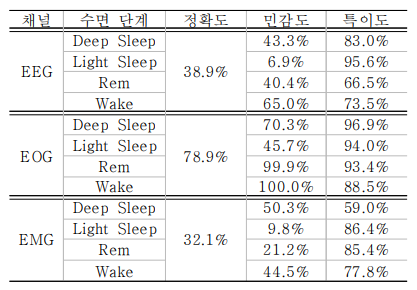 채널 수면 단계 정확도 민감도 특이도
Deep Sleep 43.3% 83.0%
Light Sleep 6.9% 95.6%
EEG 38.9%
Rem 40.4% 66.5%
Wake 65.0% 73.5%
Deep Sleep 70.3% 96.9%
Light Sleep 45.7% 94.0%
EOG 78.9%
Rem 99.9% 93.4%
Wake 100.0% 88.5%
Deep Sleep 50.3% 59.0%
Light Sleep 9.8% 86.4%
EMG 32.1%
Rem 21.2% 85.4%
Wake 44.5% 77.8%